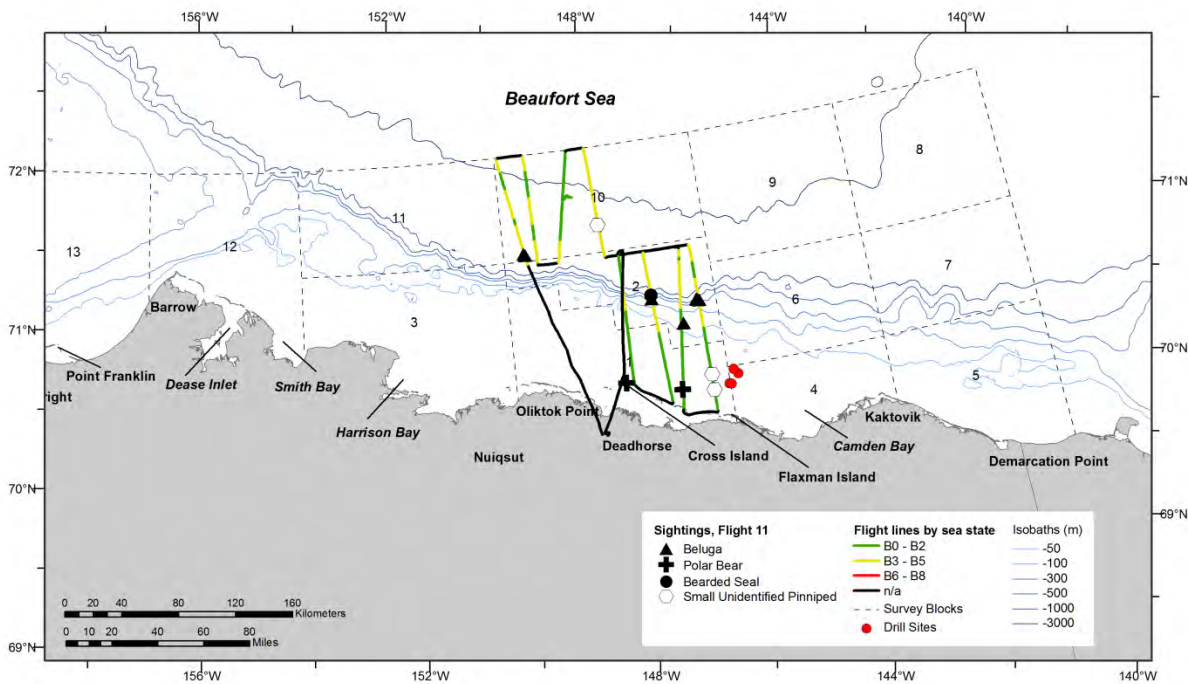 156°W 152°W 148°W 144°W 140°W
Beaufort Sea
72°N 71°N
8
9
10
11
12
13
7
6
2
3
1
4
5
71°N 70°N
Barrow
Point Franklin
right
Dease Inlet
Smith Bay
Harrison Bay
Oliktok Point
Nuiqsut
Deadhorse
Cross Island
Flaxman Island
Camden Bay
Kaktovik
Demarcation Point
70°N 69°N
Sightings, Flight 11
Beluga
Polar Bear
Bearded Seal
Small Unidentified Pinniped
Flight lines by sea state
B0 - B2
B3 - B5
B6 - B8
n/a
Survey Blocks
Drill Sites
Isobaths (m)
-50
-100
-300
-500
-1000
-3000
0 20 40 80 120 160
Kilometers
0 10 20 40 60 80
Miles
69°N
156°W 152°W 148°W 144°W 140°W